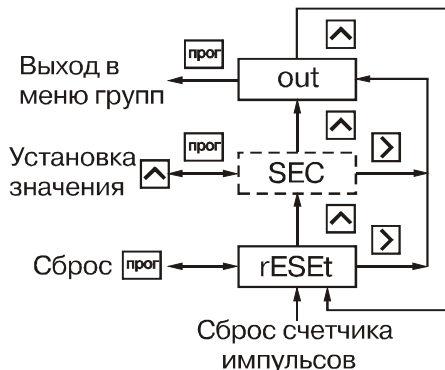 прог
Выход в
меню групп
out
Установка
значения
прог
SEC
Сброс прог
rESEt
Сброс счетчика
импульсов